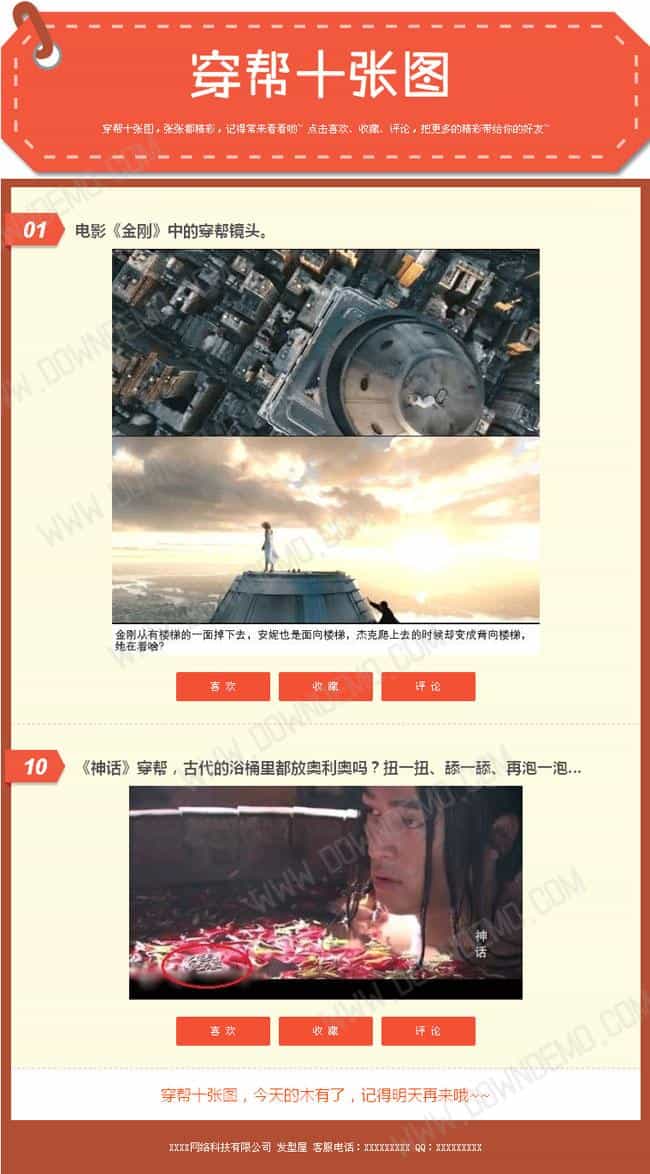 穿帮十张图
穿帮十张图，张张都精彩，记得常来看看哟~ 点击喜欢、收藏、评论，把更多的精彩带给你的好友~
01
电影《金刚》中的穿帮镜头。
金刚从有楼梯的一面掉下去，安妮也是面向楼梯，杰克爬上去的时候却变成背向楼梯，
她在看啥?
喜 欢
收 藏
评 论
10
《神话》穿帮，古代的浴桶里都放奥利奥吗？扭一扭、舔一舔、再泡一泡...
神话
喜 欢
收 藏
评 论
穿帮十张图，今天的木有了，记得明天再来哦~~
xxxx网络科技有限公司 发型屋 客服电话：xxxxxxxxx QQ：xxxxxxxxx
WWW.DOWNDEMO.COM